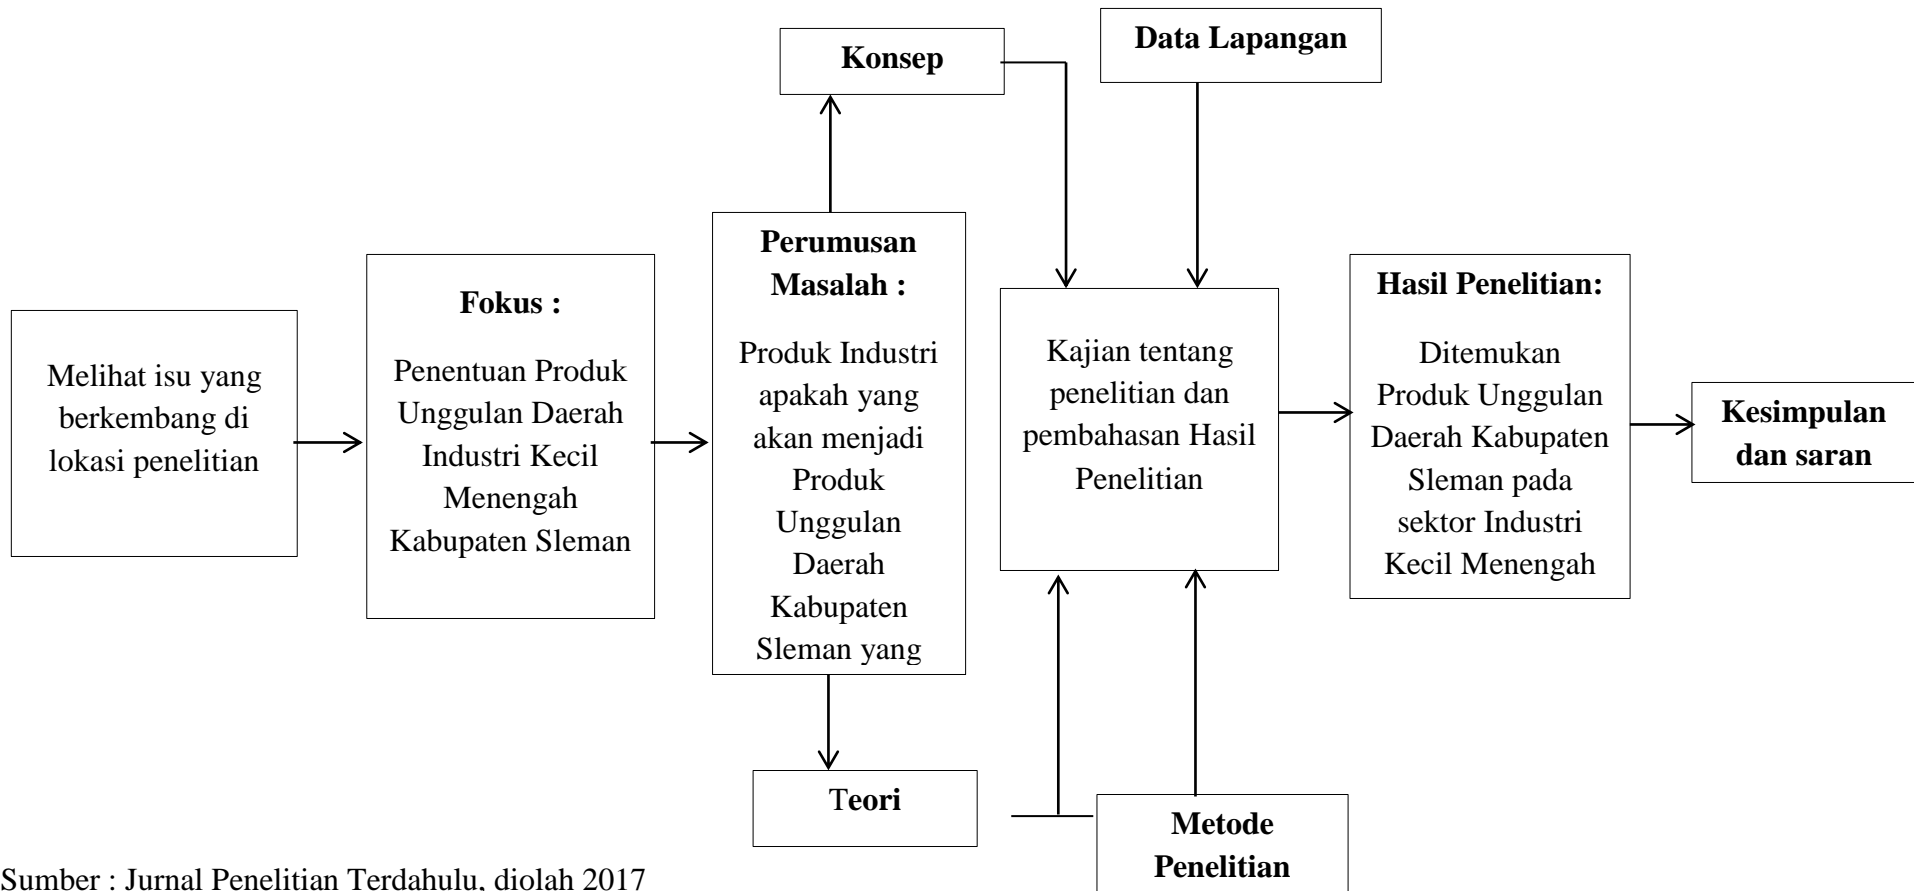 Konsep
Data Lapangan
Melihat isu yang
berkembang di
lokasi penelitian
Fokus :
Penentuan Produk
Unggulan Daerah
Industri Kecil
Menengah
Kabupaten Sleman
Perumusan
Masalah :
Produk Industri
apakah yang
akan menjadi
Produk
Unggulan
Daerah
Kabupaten
Sleman yang
Kajian tentang
penelitian dan
pembahasan Hasil
Penelitian
Hasil Penelitian:
Ditemukan
Produk Unggulan
Daerah Kabupaten
Sleman pada
sektor Industri
Kecil Menengah
Kesimpulan
dan saran
Teori
Metode
Penelitian
Sumber : Jurnal Penelitian Terdahulu, diolah 2017